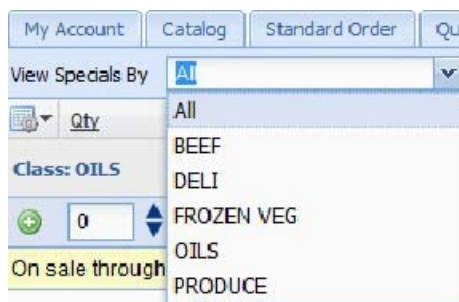 My Account Catalog Standard Order Qu
View Specials By All
Qty All
BEEF
Class: OILS DELI
0 FROZEN VEG
OILS
On sale through PRODUCE